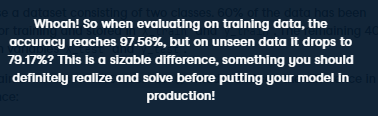 Whoah! So when evaluating on training data, the
accuracy reaches 97.56%, but on unseen data it drops to
79.17%? This is a sizable difference, something you should
definitely realize and solve before putting your model in
production!